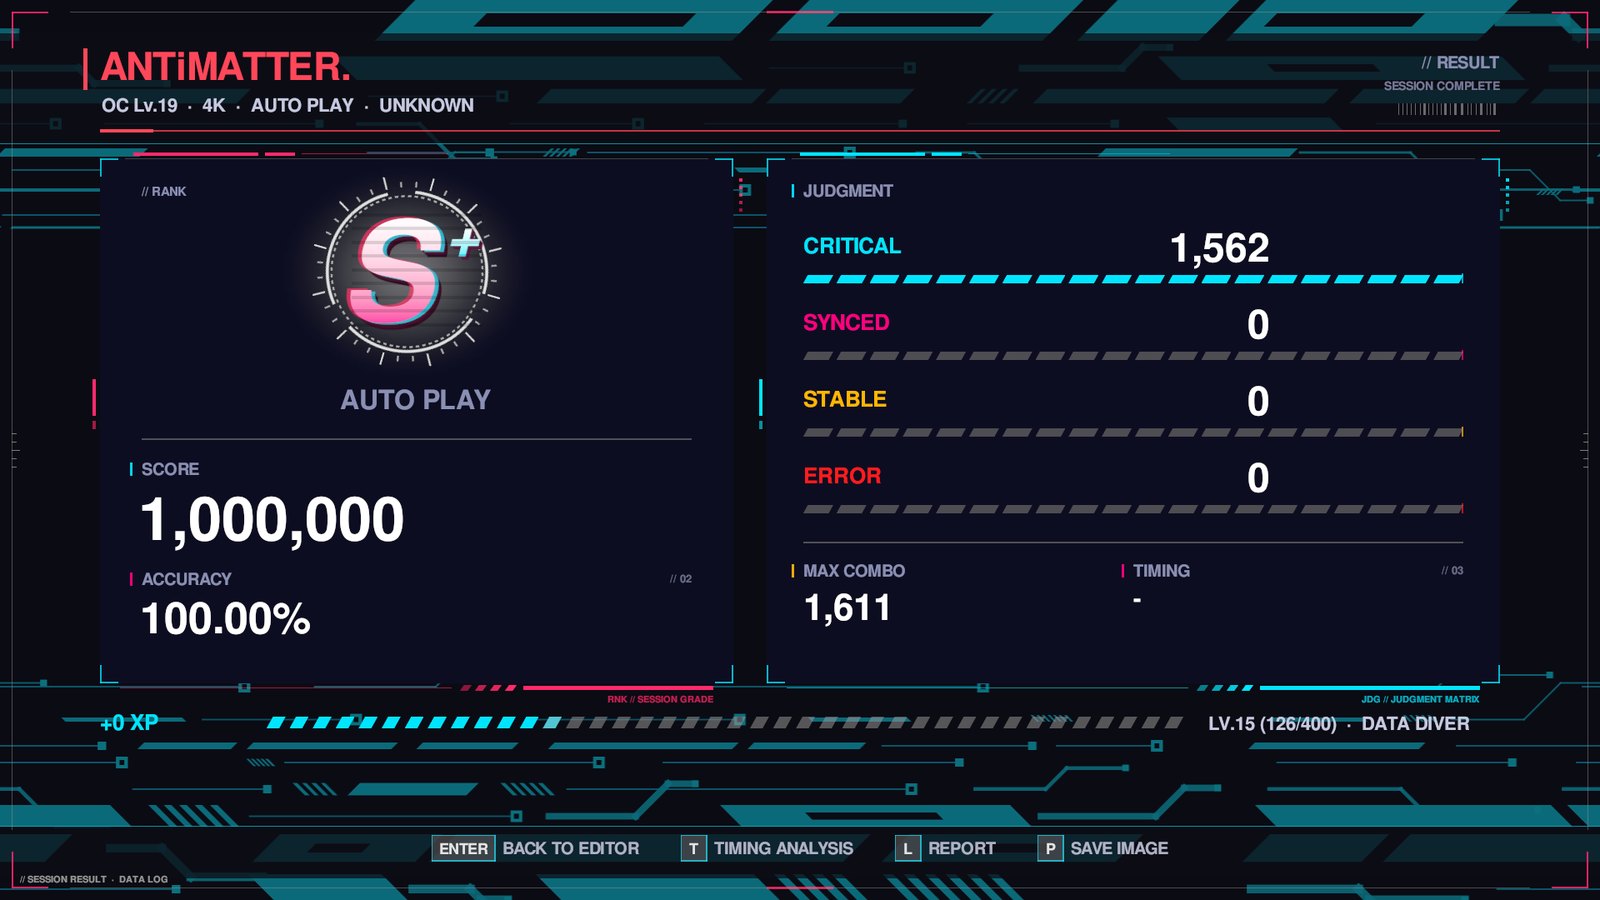 ANTiMATTER.
OC Lv.19 · 4K · AUTO PLAY · UNKNOWN
// RESULT
SESSION COMPLETE
// RANK
S+
AUTO PLAY
SCORE
1,000,000
ACCURACY
// 02
100.00%
RNK // SESSION GRADE
JUDGMENT
CRITICAL 1,562
SYNCED 0
STABLE 0
ERROR 0
MAX COMBO
1,611
TIMING
// 03
-
JDG // JUDGMENT MATRIX
+0 XP
LV.15 (126/400) · DATA DIVER
ENTER BACK TO EDITOR T TIMING ANALYSIS L REPORT P SAVE IMAGE
// SESSION RESULT · DATA LOG